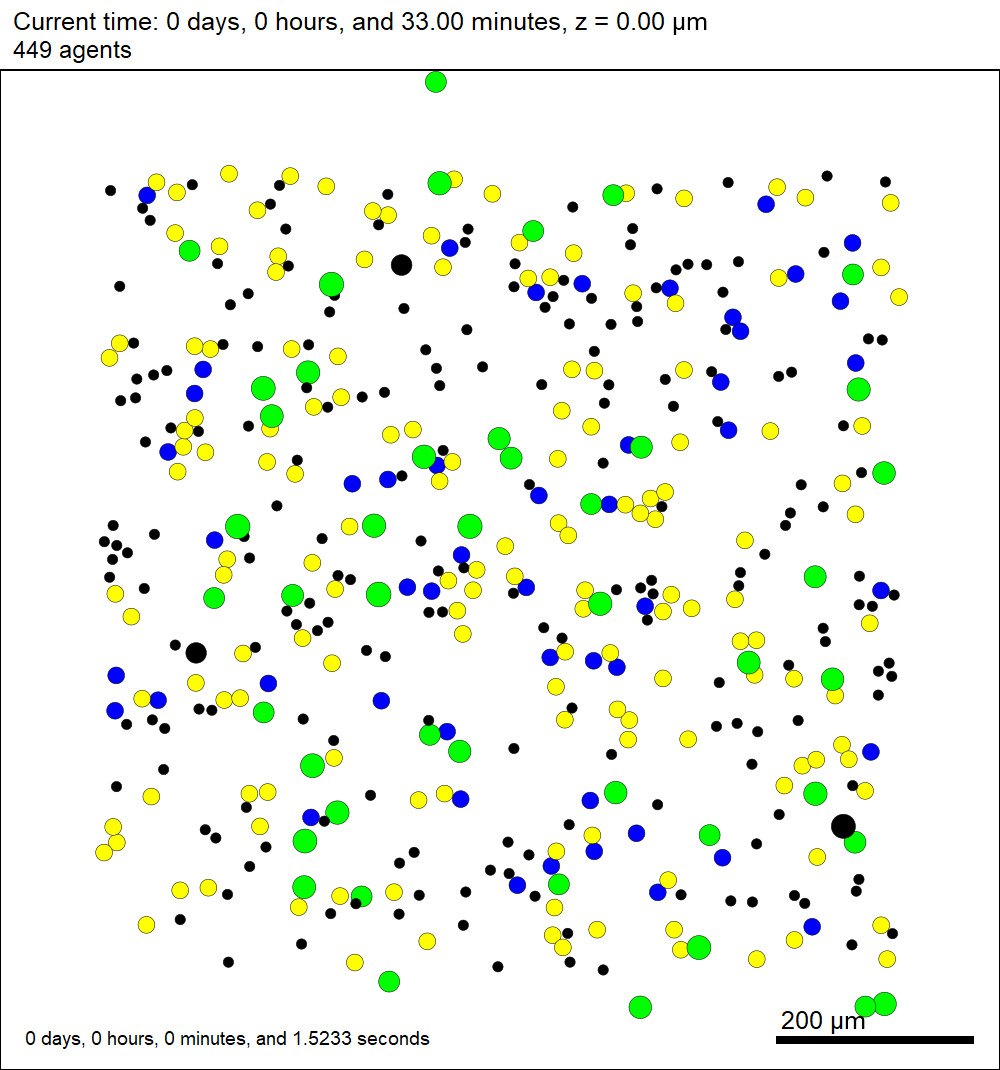 Current time: 0 days, 0 hours, and 33.00 minutes, z = 0.00 µm
449 agents
200 µm
0 days, 0 hours, 0 minutes, and 1.5233 seconds